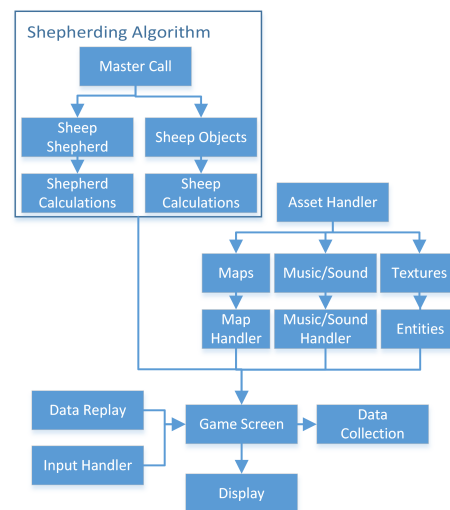 Shepherding Algorithm
Master Call
Sheep
Shepherd
Sheep Objects
Shepherd
Calculations
Sheep
Calculations
Asset Handler
Maps
Music/Sound
Textures
Map
Handler
Music/Sound
Handler
Entities
Data Replay
Game Screen
Data
Collection
Input Handler
Display